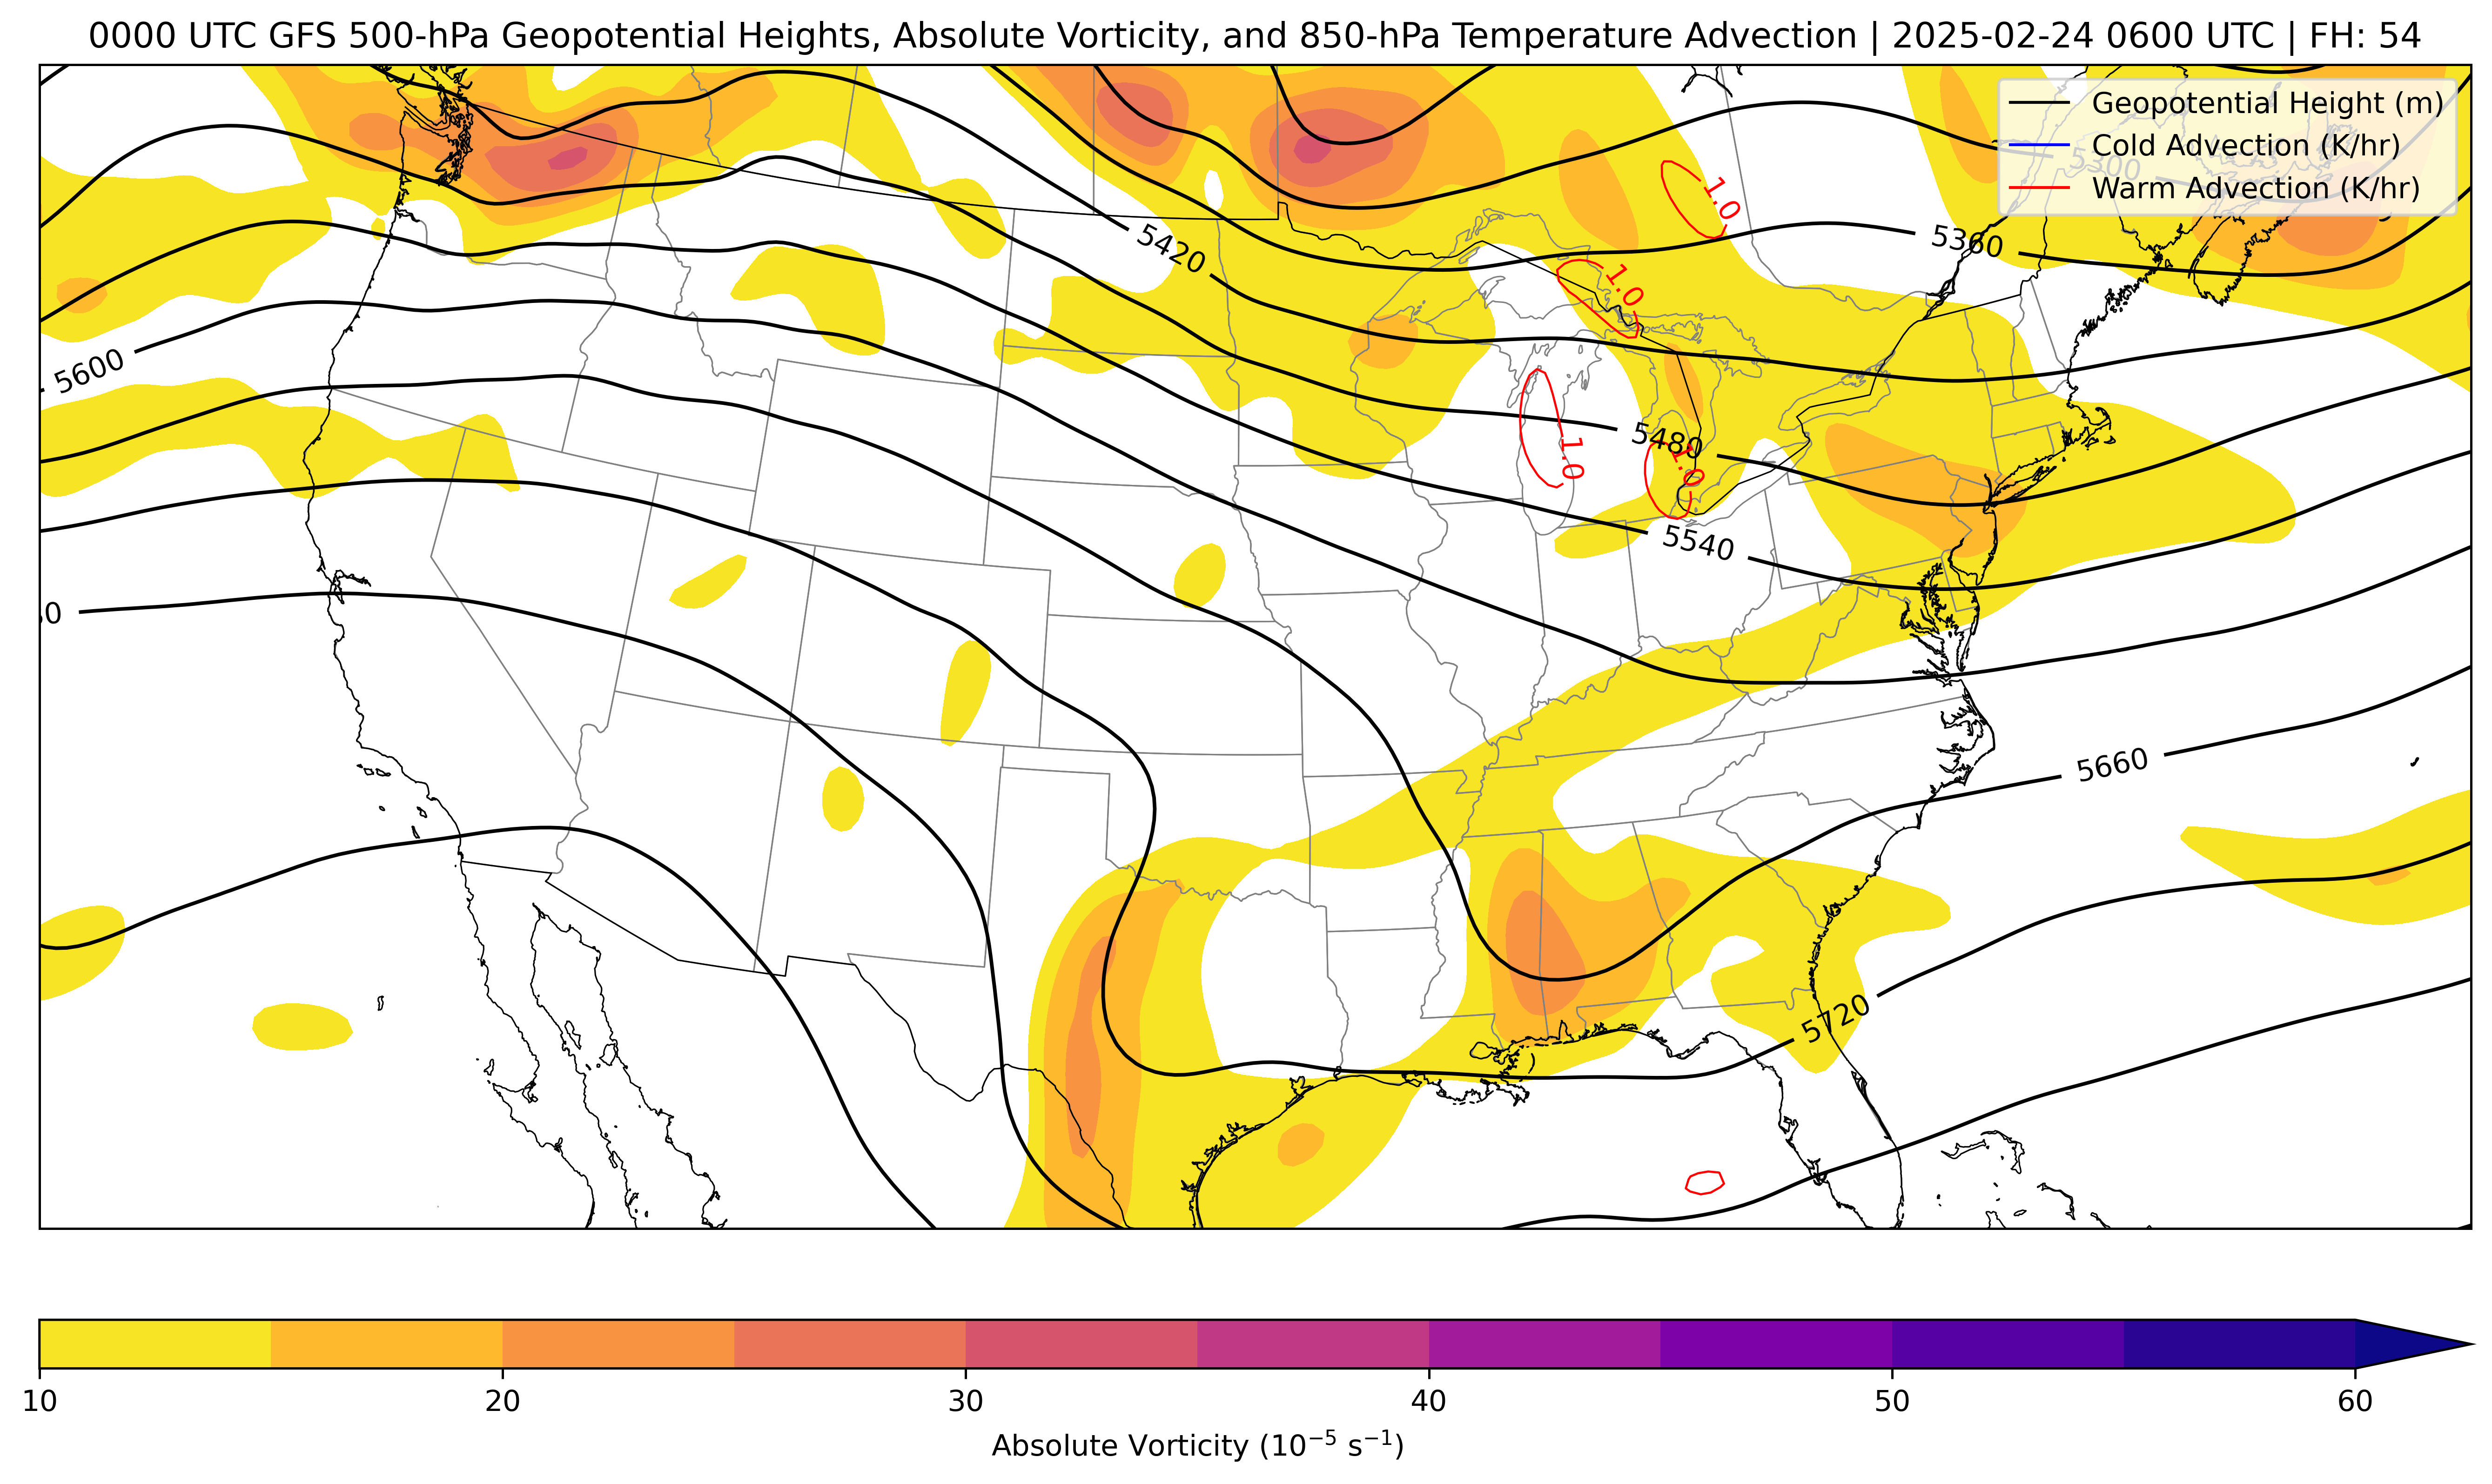 0000 UTC GFS 500-hPa Geopotential Heights, Absolute Vorticity, and 850-hPa Temperature Advection | 2025-02-24 0600 UTC | FH: 54
Geopotential Height (m)
Cold Advection (K/hr)
Warm Advection (K/hr)
5300
1.0
5420
5360
1.0
5600
5480
1.0
1.0
5540
5660
5720
10 20 30 40 50 60
Absolute Vorticity (10⁻⁵ s⁻¹)